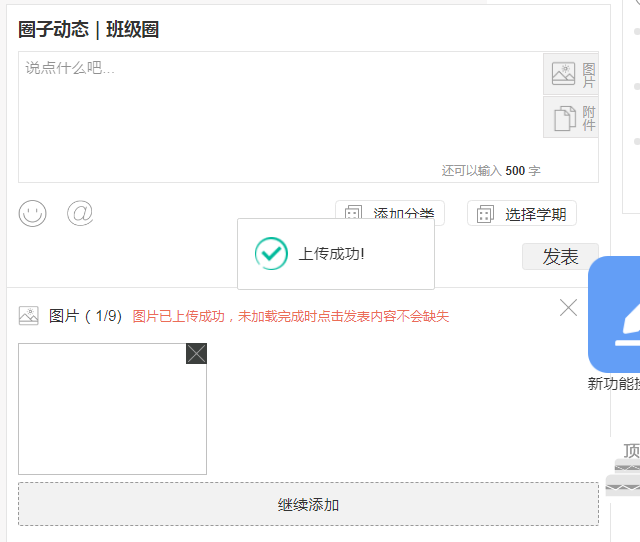 圈子动态 | 班级圈
说点什么吧...
图片
附件
还可以输入 500 字
@
添加分类
选择学期
上传成功!
发表
图片（1/9） 图片已上传成功，未加载完成时点击发表内容不会缺失
新功能
顶
继续添加